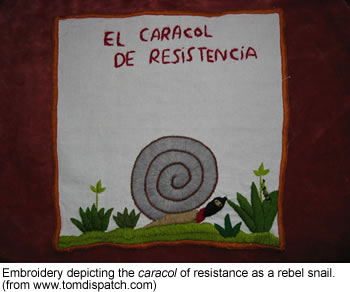 EL CARACOL
DE RESISTENCIA
Embroidery depicting the caracol of resistance as a rebel snail.
(from www.tomdispatch.com)